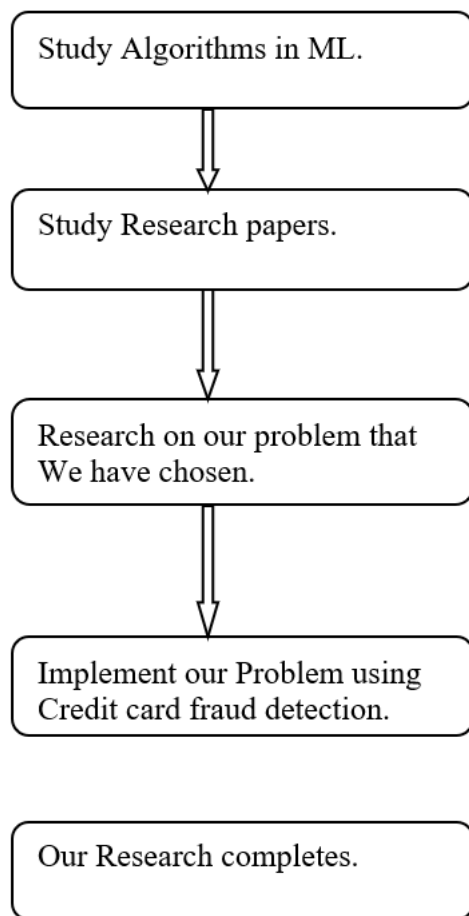 Study Algorithms in ML.
Study Research papers.
Research on our problem that
We have chosen.
Implement our Problem using
Credit card fraud detection.
Our Research completes.